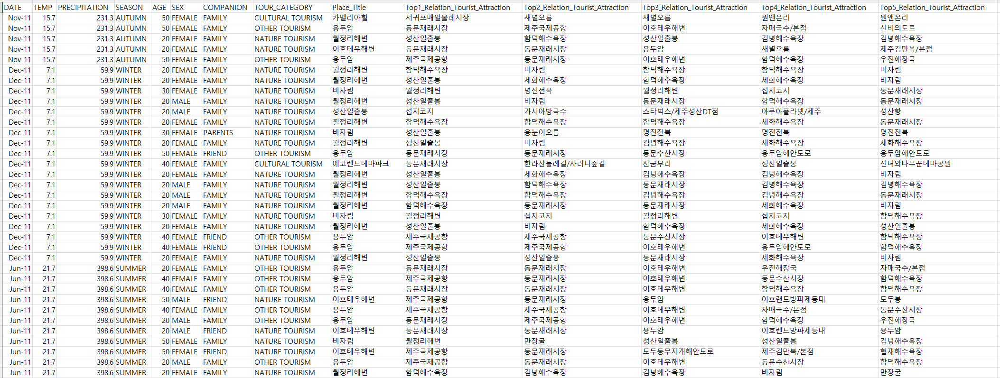 DATE TEMP PRECIPITATION SEASON AGE SEX COMPANION TOUR_CATEGORY Place_Title Top1_Relation_Tourist_Attraction Top2_Relation_Tourist_Attraction Top3_Relation_Tourist_Attraction Top4_Relation_Tourist_Attraction Top5_Relation_Tourist_Attraction
Nov-11 15.7 231.3 AUTUMN 50 FEMALE FAMILY CULTURAL TOURISM 카멜리아힐 서귀포매일올레시장 새별오름 새별오름 원앤온리 원앤온리
Nov-11 15.7 231.3 AUTUMN 50 FEMALE FAMILY OTHER TOURISM 용두암 동문재래시장 제주국제공항 이호테우해변 자매국수/본점 신비의도로
Nov-11 15.7 231.3 AUTUMN 20 FEMALE FAMILY NATURE TOURISM 월정리해변 성산일출봉 함덕해수욕장 성산일출봉 김녕해수욕장 김녕해수욕장
Nov-11 15.7 231.3 AUTUMN 20 FEMALE FAMILY NATURE TOURISM 이호테우해변 동문재래시장 동문재래시장 용두암 새별오름 제주김만복/본점
Nov-11 15.7 231.3 AUTUMN 50 FEMALE FAMILY OTHER TOURISM 용두암 제주국제공항 동문재래시장 이호테우해변 함덕해수욕장 우진해장국
Dec-11 7.1 59.9 WINTER 20 FEMALE FAMILY NATURE TOURISM 월정리해변 함덕해수욕장 비자림 함덕해수욕장 함덕해수욕장 비자림
Dec-11 7.1 59.9 WINTER 20 FEMALE FAMILY NATURE TOURISM 월정리해변 성산일출봉 세화해수욕장 함덕해수욕장 세화해수욕장 비자림
Dec-11 7.1 59.9 WINTER 30 FEMALE FAMILY NATURE TOURISM 비자림 월정리해변 명진전복 월정리해변 섭지코지 동문재래시장
Dec-11 7.1 59.9 WINTER 20 MALE FAMILY NATURE TOURISM 월정리해변 성산일출봉 비자림 동문재래시장 함덕해수욕장 동문재래시장
Dec-11 7.1 59.9 WINTER 20 MALE FAMILY NATURE TOURISM 성산일출봉 섭지코지 가시아방국수 스타벅스/제주성산DT점 아쿠아플라넷/제주 성산항
Dec-11 7.1 59.9 WINTER 20 FEMALE FAMILY NATURE TOURISM 월정리해변 함덕해수욕장 함덕해수욕장 함덕해수욕장 세화해수욕장 동문재래시장
Dec-11 7.1 59.9 WINTER 30 FEMALE PARENTS NATURE TOURISM 비자림 성산일출봉 용눈이오름 명진전복 명진전복 명진전복
Dec-11 7.1 59.9 WINTER 20 FEMALE FAMILY NATURE TOURISM 월정리해변 성산일출봉 비자림 김녕해수욕장 세화해수욕장 세화해수욕장
Dec-11 7.1 59.9 WINTER 50 FEMALE FRIEND OTHER TOURISM 용두암 동문재래시장 동문재래시장 동문수산시장 용두암해안도로 용두암해안도로
Dec-11 7.1 59.9 WINTER 40 FEMALE FAMILY CULTURAL TOURISM 에코랜드테마파크 동문재래시장 한라산둘레길/사려니숲길 산굼부리 성산일출봉 선녀와나무꾼테마공원
Dec-11 7.1 59.9 WINTER 20 FEMALE FAMILY NATURE TOURISM 월정리해변 성산일출봉 세화해수욕장 김녕해수욕장 김녕해수욕장 비자림
Dec-11 7.1 59.9 WINTER 20 MALE FAMILY NATURE TOURISM 월정리해변 성산일출봉 함덕해수욕장 동문재래시장 김녕해수욕장 김녕해수욕장
Dec-11 7.1 59.9 WINTER 20 MALE FAMILY NATURE TOURISM 월정리해변 함덕해수욕장 함덕해수욕장 김녕해수욕장 김녕해수욕장 동문재래시장
Dec-11 7.1 59.9 WINTER 20 MALE FAMILY NATURE TOURISM 월정리해변 함덕해수욕장 동문재래시장 동문재래시장 세화해수욕장 비자림
Dec-11 7.1 59.9 WINTER 30 FEMALE FAMILY NATURE TOURISM 비자림 월정리해변 섭지코지 월정리해변 섭지코지 함덕해수욕장
Dec-11 7.1 59.9 WINTER 20 FEMALE FAMILY NATURE TOURISM 월정리해변 성산일출봉 비자림 함덕해수욕장 세화해수욕장 성산일출봉
Dec-11 7.1 59.9 WINTER 40 FEMALE FRIEND OTHER TOURISM 용두암 제주국제공항 제주국제공항 동문수산시장 이호테우해변 함덕해수욕장
Dec-11 7.1 59.9 WINTER 40 FEMALE FRIEND OTHER TOURISM 용두암 제주국제공항 제주국제공항 이호테우해변 용두암해안도로 함덕해수욕장
Dec-11 7.1 59.9 WINTER 20 FEMALE FAMILY NATURE TOURISM 월정리해변 성산일출봉 성산일출봉 동문재래시장 세화해수욕장 비자림
Jun-11 21.7 398.6 SUMMER 20 FEMALE FAMILY OTHER TOURISM 용두암 동문재래시장 동문재래시장 이호테우해변 우진해장국 자매국수/본점
Jun-11 21.7 398.6 SUMMER 40 FEMALE FAMILY OTHER TOURISM 용두암 제주국제공항 동문재래시장 이호테우해변 동문수산시장 함덕해수욕장
Jun-11 21.7 398.6 SUMMER 40 FEMALE FAMILY OTHER TOURISM 용두암 동문재래시장 동문재래시장 이호테우해변 함덕해수욕장 함덕해수욕장
Jun-11 21.7 398.6 SUMMER 50 MALE FRIEND NATURE TOURISM 이호테우해변 제주국제공항 동문재래시장 용두암 이호랜드방파제등대 도두봉
Jun-11 21.7 398.6 SUMMER 40 FEMALE FAMILY OTHER TOURISM 용두암 제주국제공항 제주국제공항 이호테우해변 자매국수/본점 동문수산시장
Jun-11 21.7 398.6 SUMMER 20 MALE FAMILY OTHER TOURISM 용두암 동문재래시장 제주국제공항 이호테우해변 함덕해수욕장 우진해장국
Jun-11 21.7 398.6 SUMMER 20 MALE FRIEND NATURE TOURISM 이호테우해변 동문재래시장 동문재래시장 용두암 이호랜드방파제등대 용두암
Jun-11 21.7 398.6 SUMMER 50 FEMALE FAMILY NATURE TOURISM 비자림 월정리해변 만장굴 성산일출봉 성산일출봉 김녕해수욕장
Jun-11 21.7 398.6 SUMMER 50 FEMALE FRIEND NATURE TOURISM 이호테우해변 제주국제공항 동문재래시장 도두동무지개해안도로 제주김만복/본점 협재해수욕장
Jun-11 21.7 398.6 SUMMER 20 MALE FAMILY OTHER TOURISM 용두암 제주국제공항 동문재래시장 이호테우해변 동문수산시장 함덕해수욕장
Jun-11 21.7 398.6 SUMMER 20 FEMALE FAMILY NATURE TOURISM 월정리해변 함덕해수욕장 김녕해수욕장 김녕해수욕장 비자림 만장굴